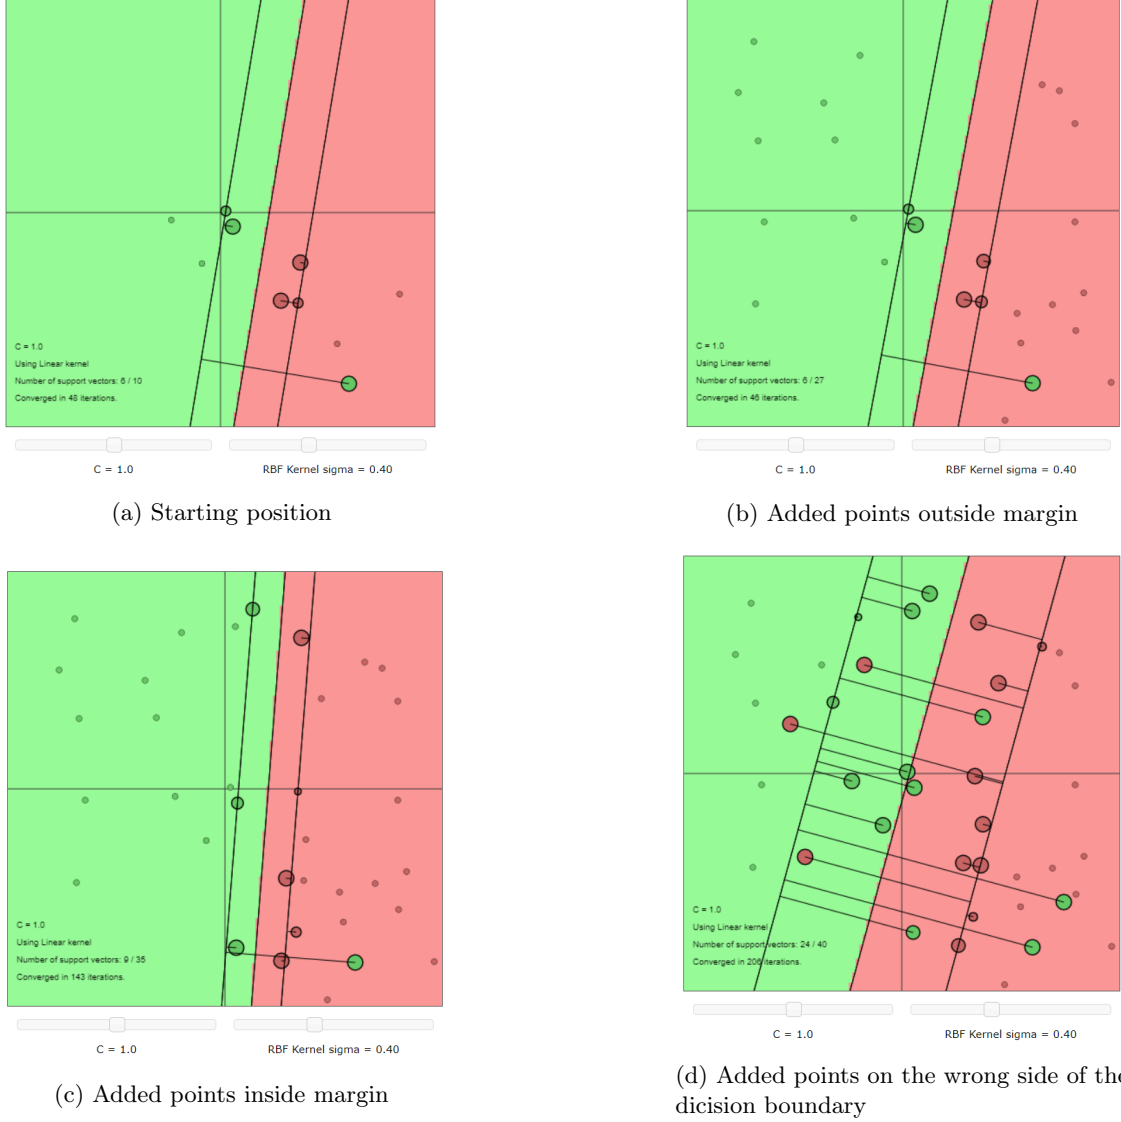 C = 1.0
Using Linear kernel
Number of support vectors: 6 / 10
Converged in 48 iterations.
C = 1.0
RBF Kernel sigma = 0.40
(a) Starting position
C = 1.0
Using Linear kernel
Number of support vectors: 6 / 27
Converged in 46 iterations.
C = 1.0
RBF Kernel sigma = 0.40
(b) Added points outside margin
C = 1.0
Using Linear kernel
Number of support vectors: 9 / 35
Converged in 143 iterations.
C = 1.0
RBF Kernel sigma = 0.40
(c) Added points inside margin
C = 1.0
Using Linear kernel
Number of support vectors: 24 / 40
Converged in 206 iterations.
C = 1.0
RBF Kernel sigma = 0.40
(d) Added points on the wrong side of the
dicision boundary